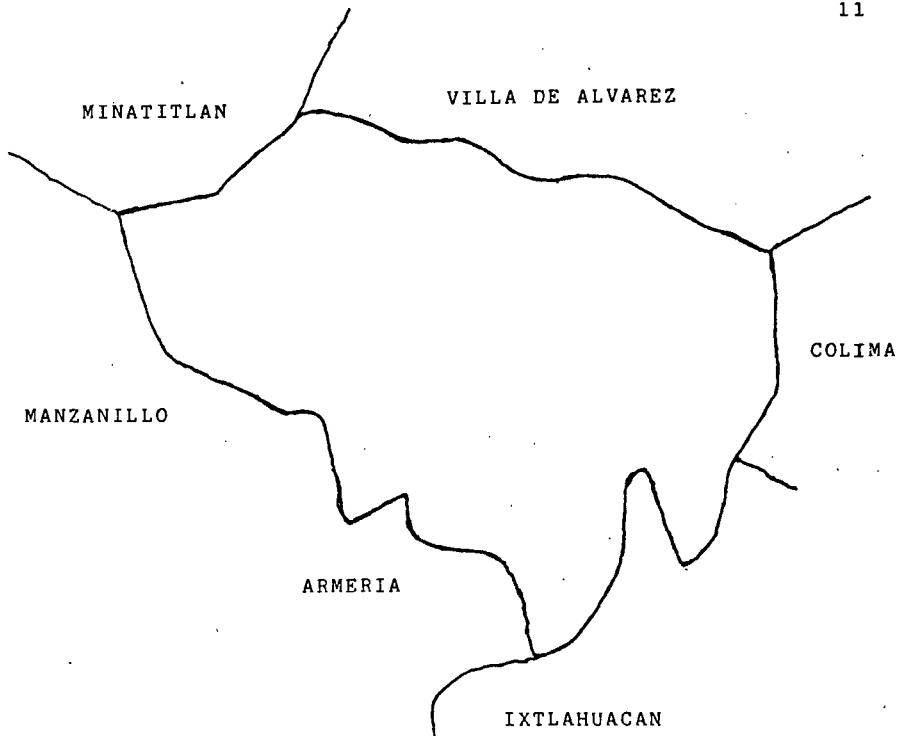 11
VILLA DE ALVAREZ
MINATITLAN
COLIMA
MANZANILLO
ARMERIA
IXTLAHUACAN